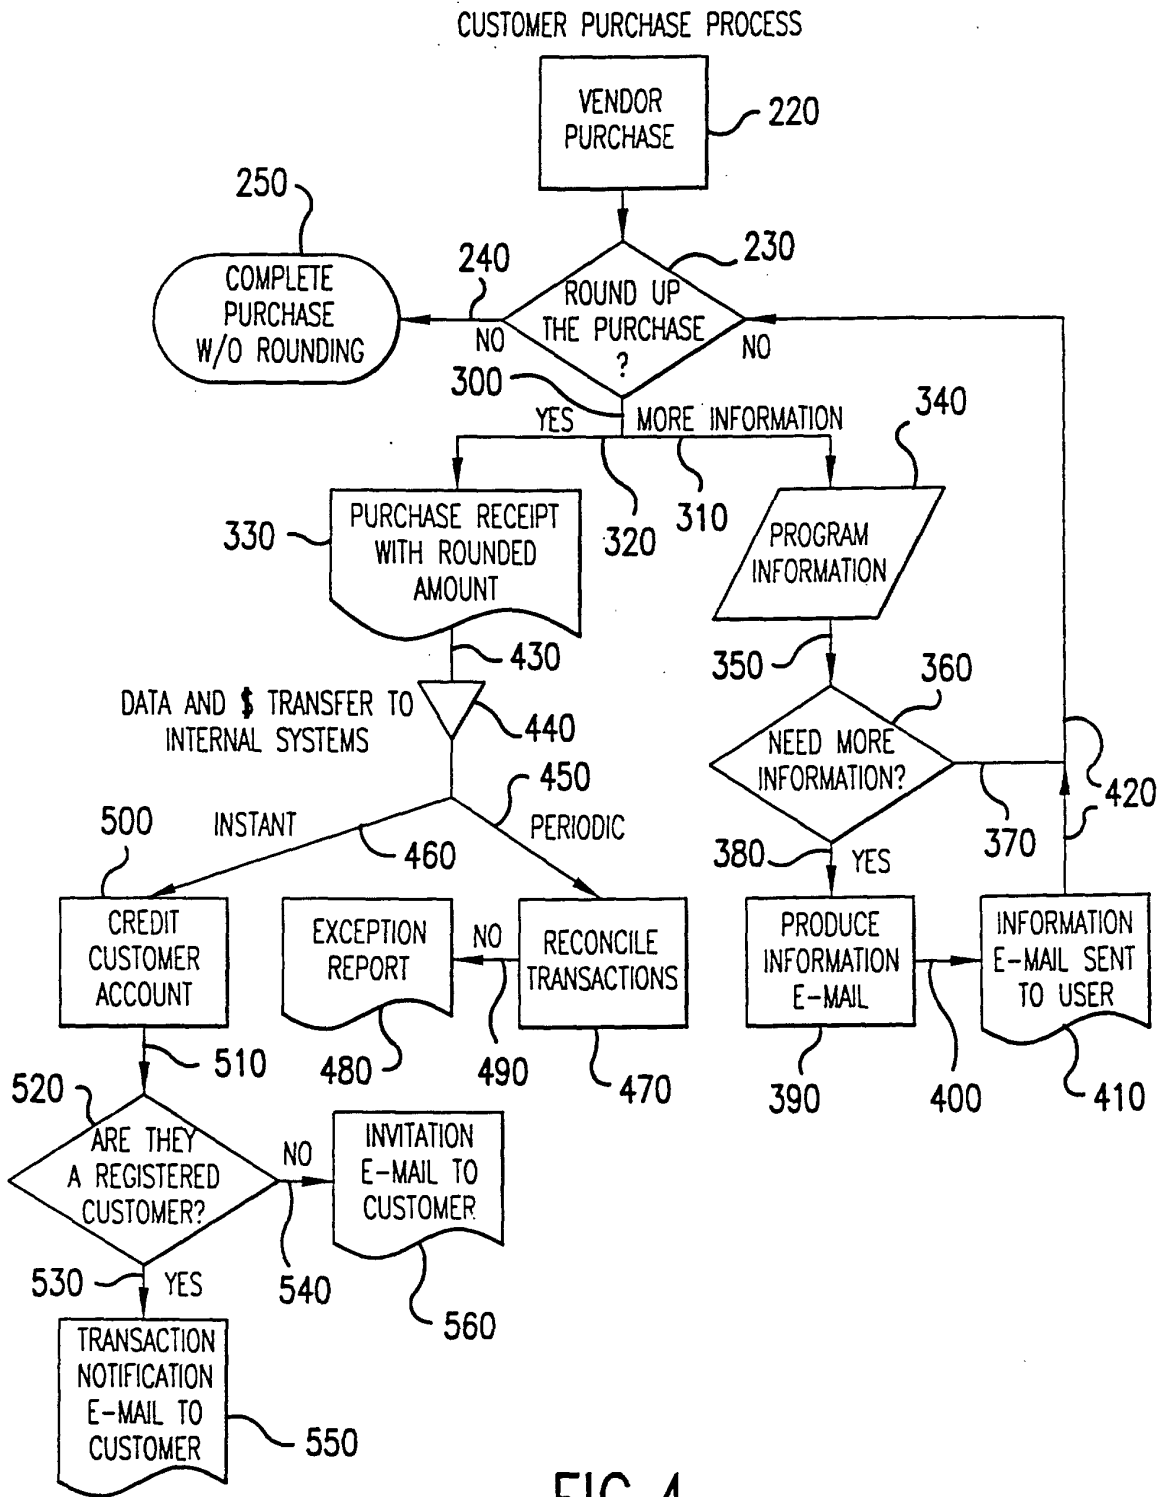 CUSTOMER PURCHASE PROCESS
VENDOR
PURCHASE
220
250
COMPLETE
PURCHASE
W/O ROUNDING
240
NO
230
ROUND UP
THE PURCHASE
?
NO
300
YES
MORE INFORMATION
320
310
340
330
PURCHASE RECEIPT
WITH ROUNDED
AMOUNT
PROGRAM
INFORMATION
430
350
360
DATA AND $ TRANSFER TO
INTERNAL SYSTEMS
440
NEED MORE
INFORMATION?
370
420
450
INSTANT
460
PERIODIC
380
YES
500
CREDIT
CUSTOMER
ACCOUNT
EXCEPTION
REPORT
NO
RECONCILE
TRANSACTIONS
PRODUCE
INFORMATION
E-MAIL
INFORMATION
E-MAIL SENT
TO USER
510
480
490
470
390
400
410
520
ARE THEY
A REGISTERED
CUSTOMER?
NO
540
INVITATION
E-MAIL TO
CUSTOMER
560
530
YES
TRANSACTION
NOTIFICATION
E-MAIL TO
CUSTOMER
550
FIG.4